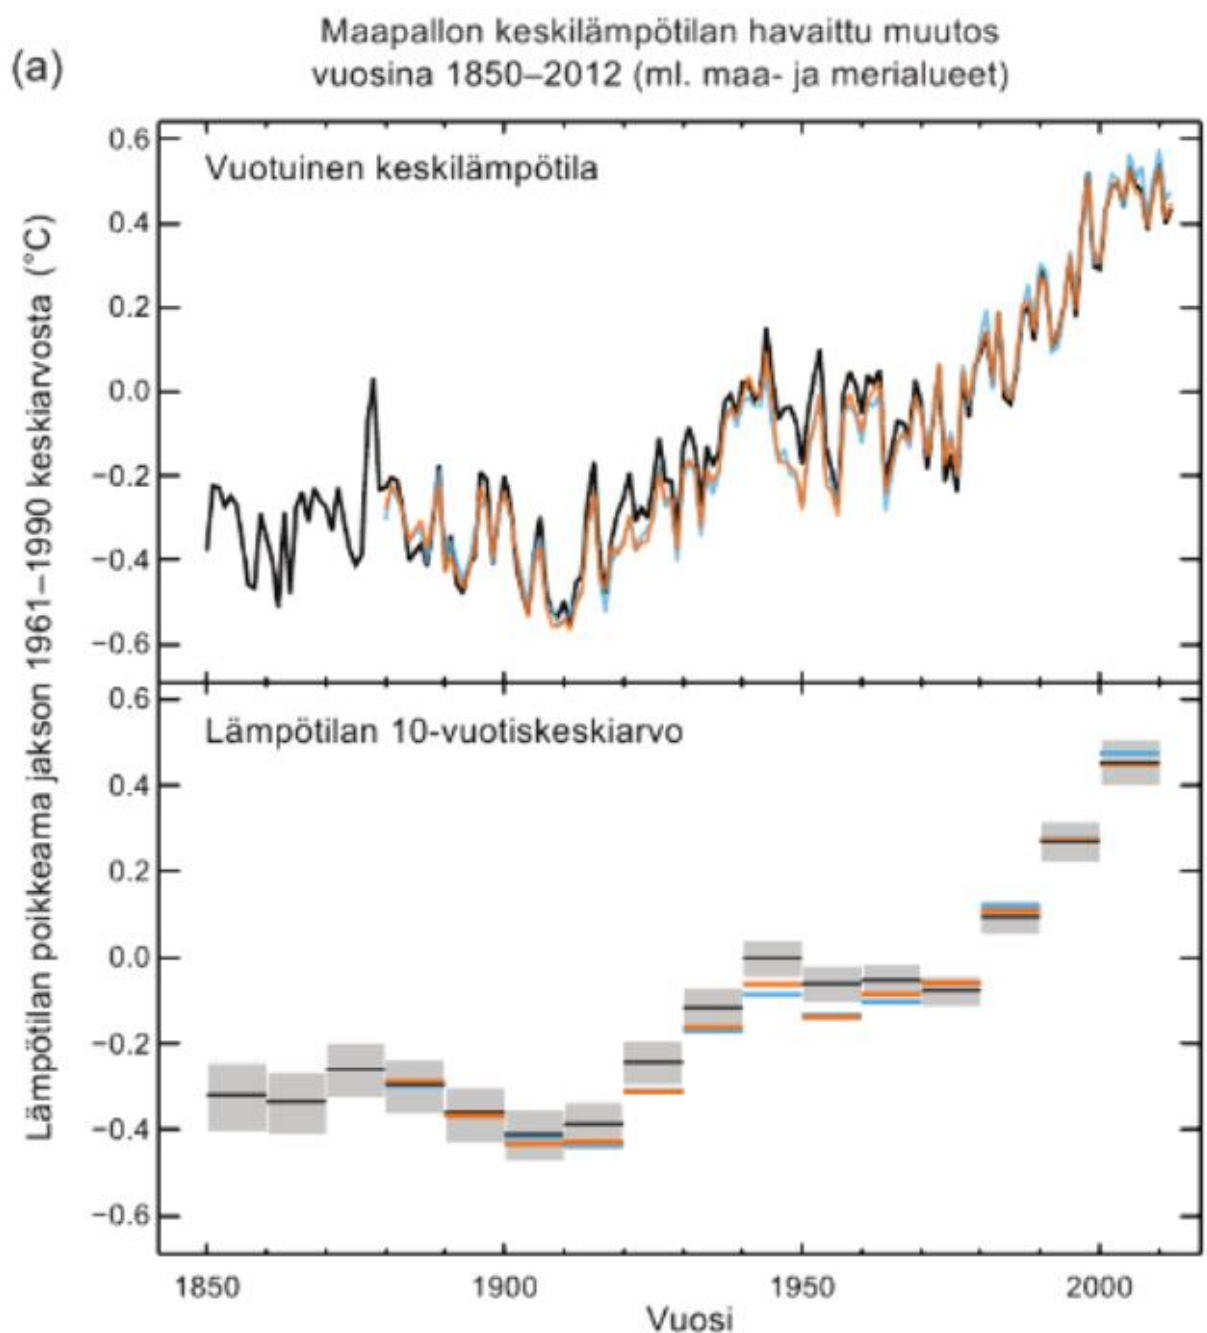 Maapallon keskilämpötilan havaittu muutos
vuosina 1850–2012 (ml. maa- ja merialueet)
(a)
Lämpötilan poikkeama jakson 1961–1990 keskiarvosta (°C)
Vuotuinen keskilämpötila
0.6
0.4
0.2
0.0
−0.2
−0.4
−0.6
Lämpötilan 10-vuotiskeskiarvo
0.6
0.4
0.2
0.0
−0.2
−0.4
−0.6
1850 1900 1950 2000
Vuosi